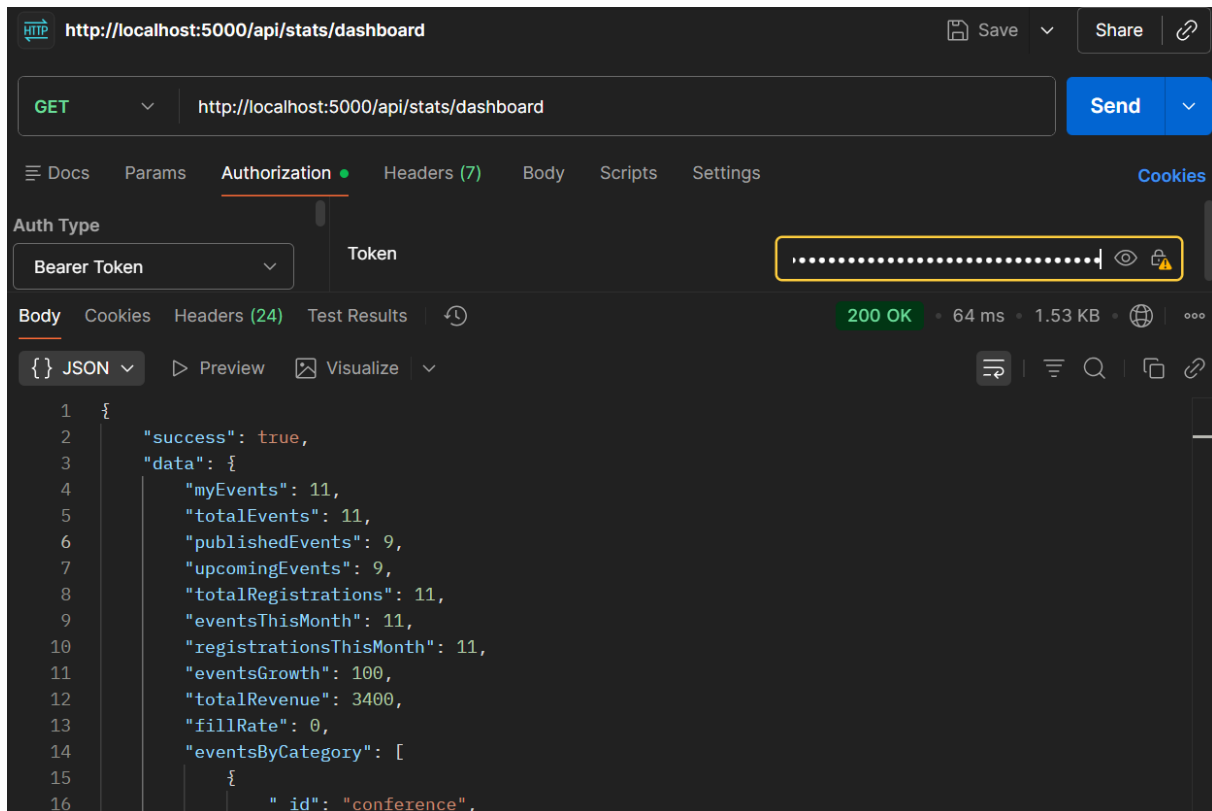 HTTP http://localhost:5000/api/stats/dashboard Save Share
GET http://localhost:5000/api/stats/dashboard Send
Docs Params Authorization Headers (7) Body Scripts Settings Cookies
Auth Type
Bearer Token
Token
Body Cookies Headers (24) Test Results 200 OK • 64 ms • 1.53 KB •
{} JSON Preview Visualize
1 {
2 "success": true,
3 "data": {
4 "myEvents": 11,
5 "totalEvents": 11,
6 "publishedEvents": 9,
7 "upcomingEvents": 9,
8 "totalRegistrations": 11,
9 "eventsThisMonth": 11,
10 "registrationsThisMonth": 11,
11 "eventsGrowth": 100,
12 "totalRevenue": 3400,
13 "fillRate": 0,
14 "eventsByCategory": [
15 {
16 "_id": "conference",